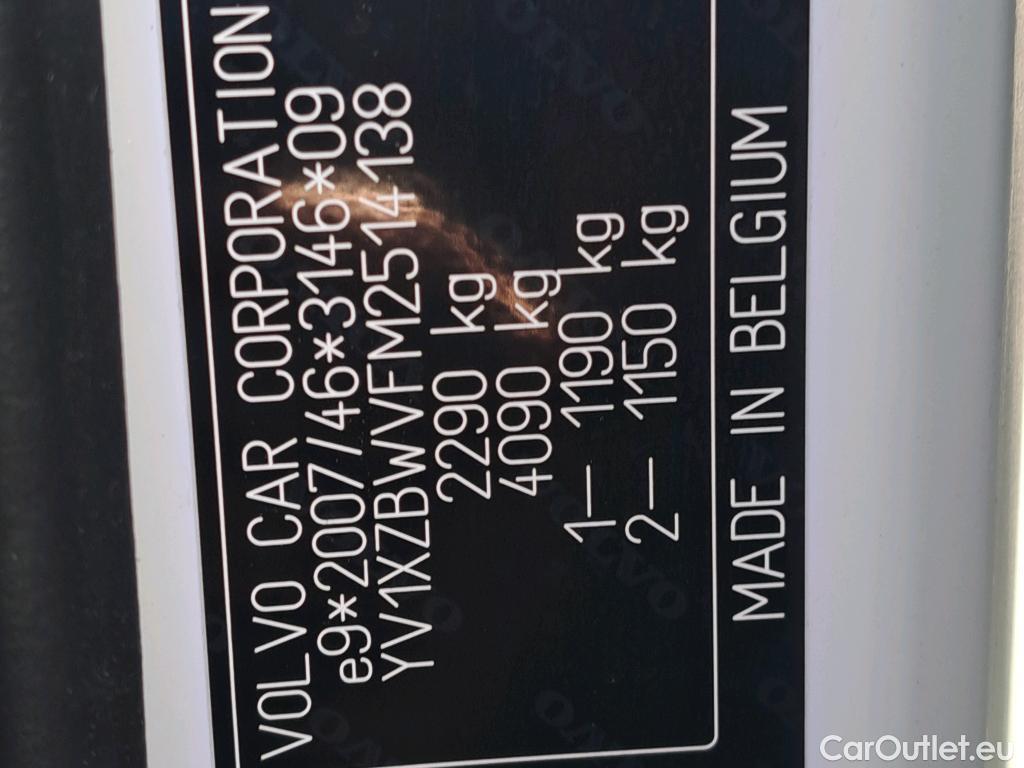 VOLVO CAR CORPORATION
e9*2007/46*3146*09
YV1XZBWVFM2514138
2290 kg
4090 kg
1— 1190 kg
2— 1150 kg
MADE IN BELGIUM
CarOutlet.eu